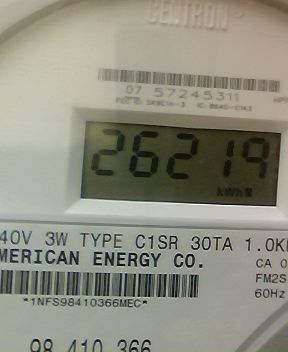 CENTRON®
07 57245311
26219
kWh
40V 3W TYPE C1SR 30TA 1.0K
MERICAN ENERGY CO.
CA 0
FM2S
*1NFS98410366MEC*
60Hz
98 410 366